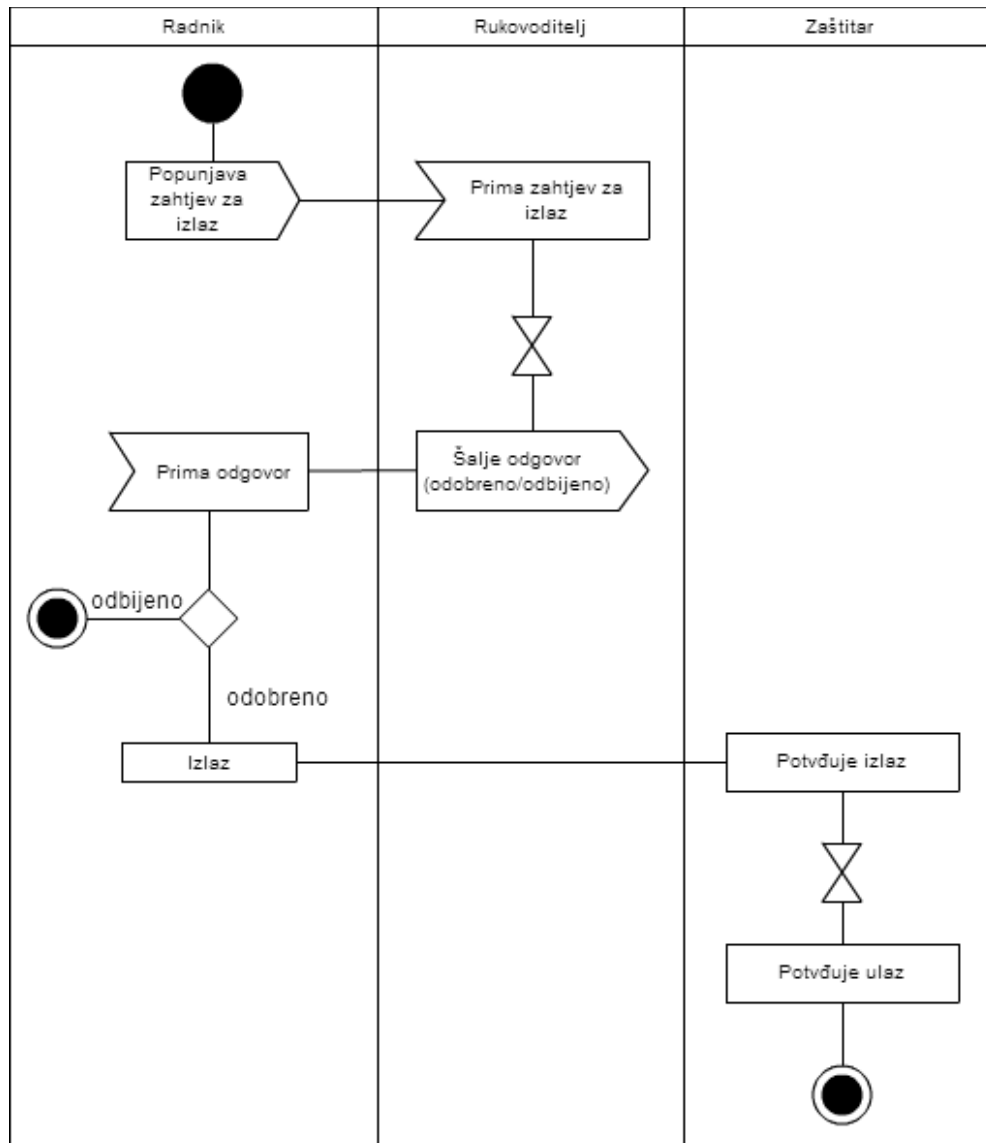 Radnik
Rukovoditelj
Zaštitar
Popunjava
zahtjev za
izlaz
Prima zahtjev za
izlaz
Prima odgovor
Šalje odgovor
(odobreno/odbijeno)
odbijeno
odobreno
Izlaz
Potvđuje izlaz
Potvđuje ulaz